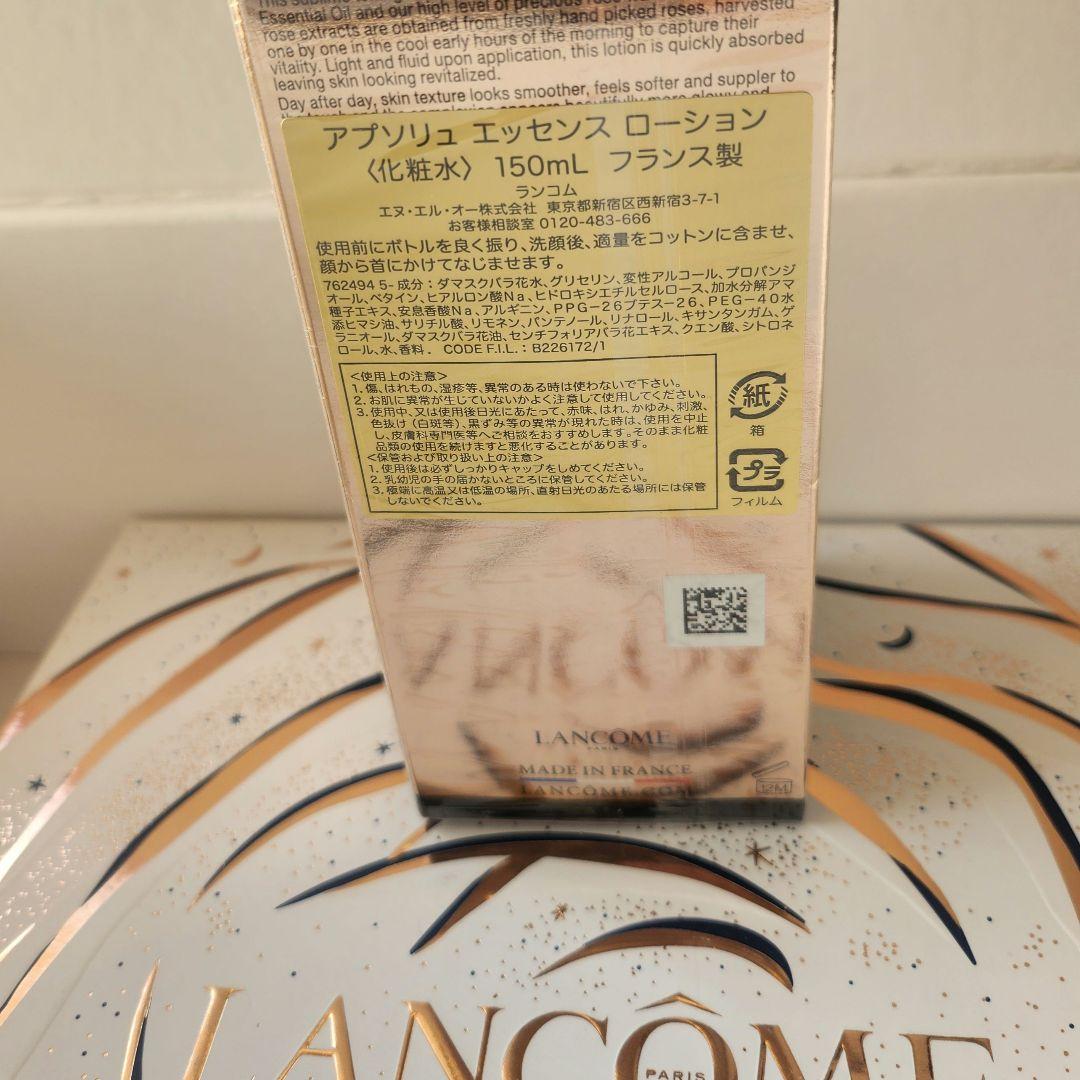 Essential Oil and our high level of precious rose
rose extracts are obtained from freshly hand picked roses, harvested
one by one in the cool early hours of the morning to capture their
vitality. Light and fluid upon application, this lotion is quickly absorbed
leaving skin looking revitalized.
Day after day, skin texture looks smoother, feels softer and suppler to
アプソリュ エッセンス ローション
〈化粧水〉 150mL フランス製
ランコム
エヌ・エル・オー株式会社 東京都新宿区西新宿3-7-1
お客様相談室 0120-483-666
使用前にボトルを良く振り、洗顔後、適量をコットンに含ませ、
顔から首にかけてなじませます。
762494 5- 成分：ダマスクバラ花水、グリセリン、変性アルコール、プロパンジ
オール、ベタイン、ヒアルロン酸Na、ヒドロキシエチルセルロース、加水分解アマ
種子エキス、安息香酸Na、アルギニン、PPG-26ブテス-26、PEG-40水
添ヒマシ油、サリチル酸、リモネン、パンテノール、リナロール、キサンタンガム、ゲ
ラニオール、ダマスクバラ花油、センチフォリアバラ花エキス、クエン酸、シトロネ
ロール、水、香料． CODE F.I.L.：B226172/1
＜使用上の注意＞
1. 傷、はれもの、湿疹等、異常のある時は使わないで下さい。
2. お肌に異常が生じていないかよく注意して使用してください。
3. 使用中、又は使用後日光にあたって、赤味、はれ、かゆみ、刺激、
色抜け（白斑等）、黒ずみ等の異常が現れた時は、使用を中止
し、皮膚科専門医等へご相談をおすすめします。そのまま化粧
品類の使用を続けますと悪化することがあります。
＜保管および取り扱い上の注意＞
1. 使用後は必ずしっかりキャップをしめてください。
2. 乳幼児の手の届かないところに保管してください。
3. 極端に高温又は低温の場所、直射日光のあたる場所には保管
しないでください。
紙
箱
プラ
フィルム
LANCÔME
PARIS
MADE IN FRANCE
LANCÔME.COM
12M
LANCÔME
PARIS